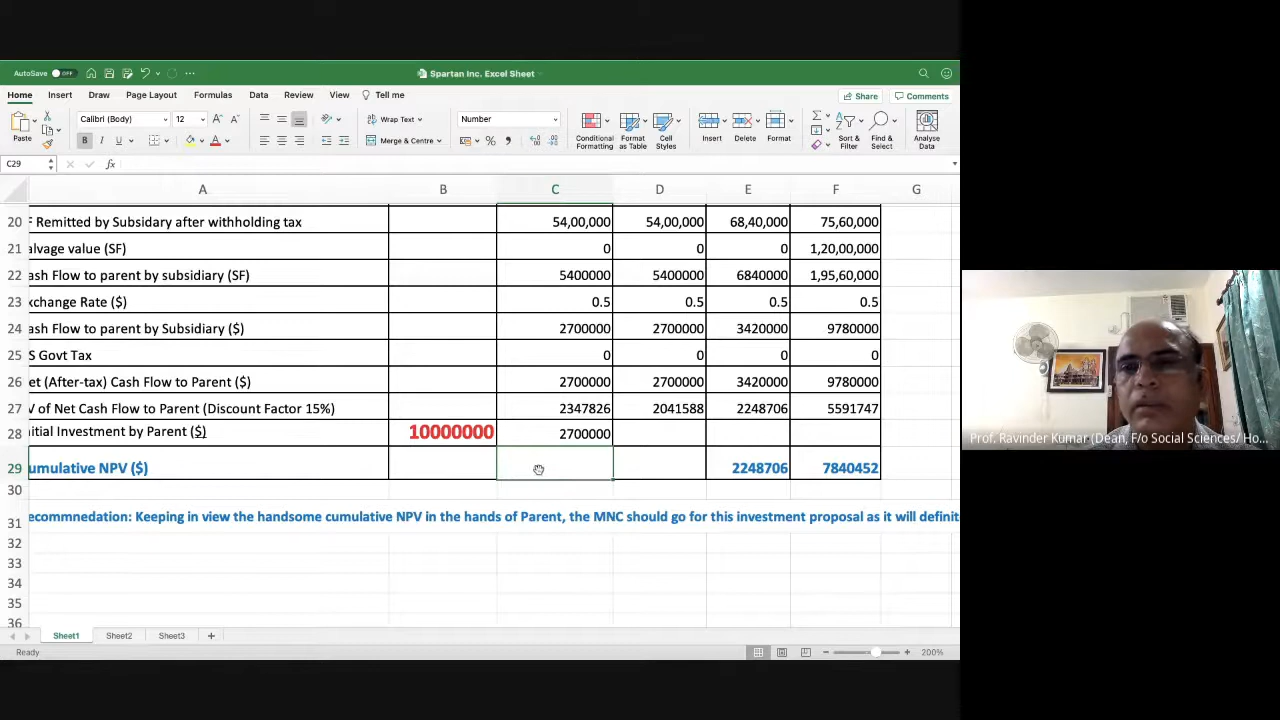 AutoSave OFF
Spartan Inc. Excel Sheet
Home Insert Draw Page Layout Formulas Data Review View Tell me
Share Comments
Paste
Calibri (Body) 12
Wrap Text
Merge & Centre
Number
Conditional Formatting
Format as Table
Cell Styles
Insert
Delete
Format
Sort & Filter
Find & Select
Analyse Data
C29 fx
A B C D E F G
20 F Remitted by Subsidary after withholding tax 54,00,000 54,00,000 68,40,000 75,60,000
21 alvage value (SF) 0 0 0 1,20,00,000
22 ash Flow to parent by subsidiary (SF) 5400000 5400000 6840000 1,95,60,000
23 xchange Rate ($) 0.5 0.5 0.5 0.5
24 ash Flow to parent by Subsidiary ($) 2700000 2700000 3420000 9780000
25 S Govt Tax 0 0 0 0
26 et (After-tax) Cash Flow to Parent ($) 2700000 2700000 3420000 9780000
27 V of Net Cash Flow to Parent (Discount Factor 15%) 2347826 2041588 2248706 5591747
28 nitial Investment by Parent ($) 10000000 2700000
29 umulative NPV ($) 2248706 7840452
30
31 ecommnedation: Keeping in view the handsome cumulative NPV in the hands of Parent, the MNC should go for this investment proposal as it will definit
32
33
34
35
36
Sheet1 Sheet2 Sheet3 +
Ready 200%
Prof. Ravinder Kumar (Dean, F/o Social Sciences/ Ho...